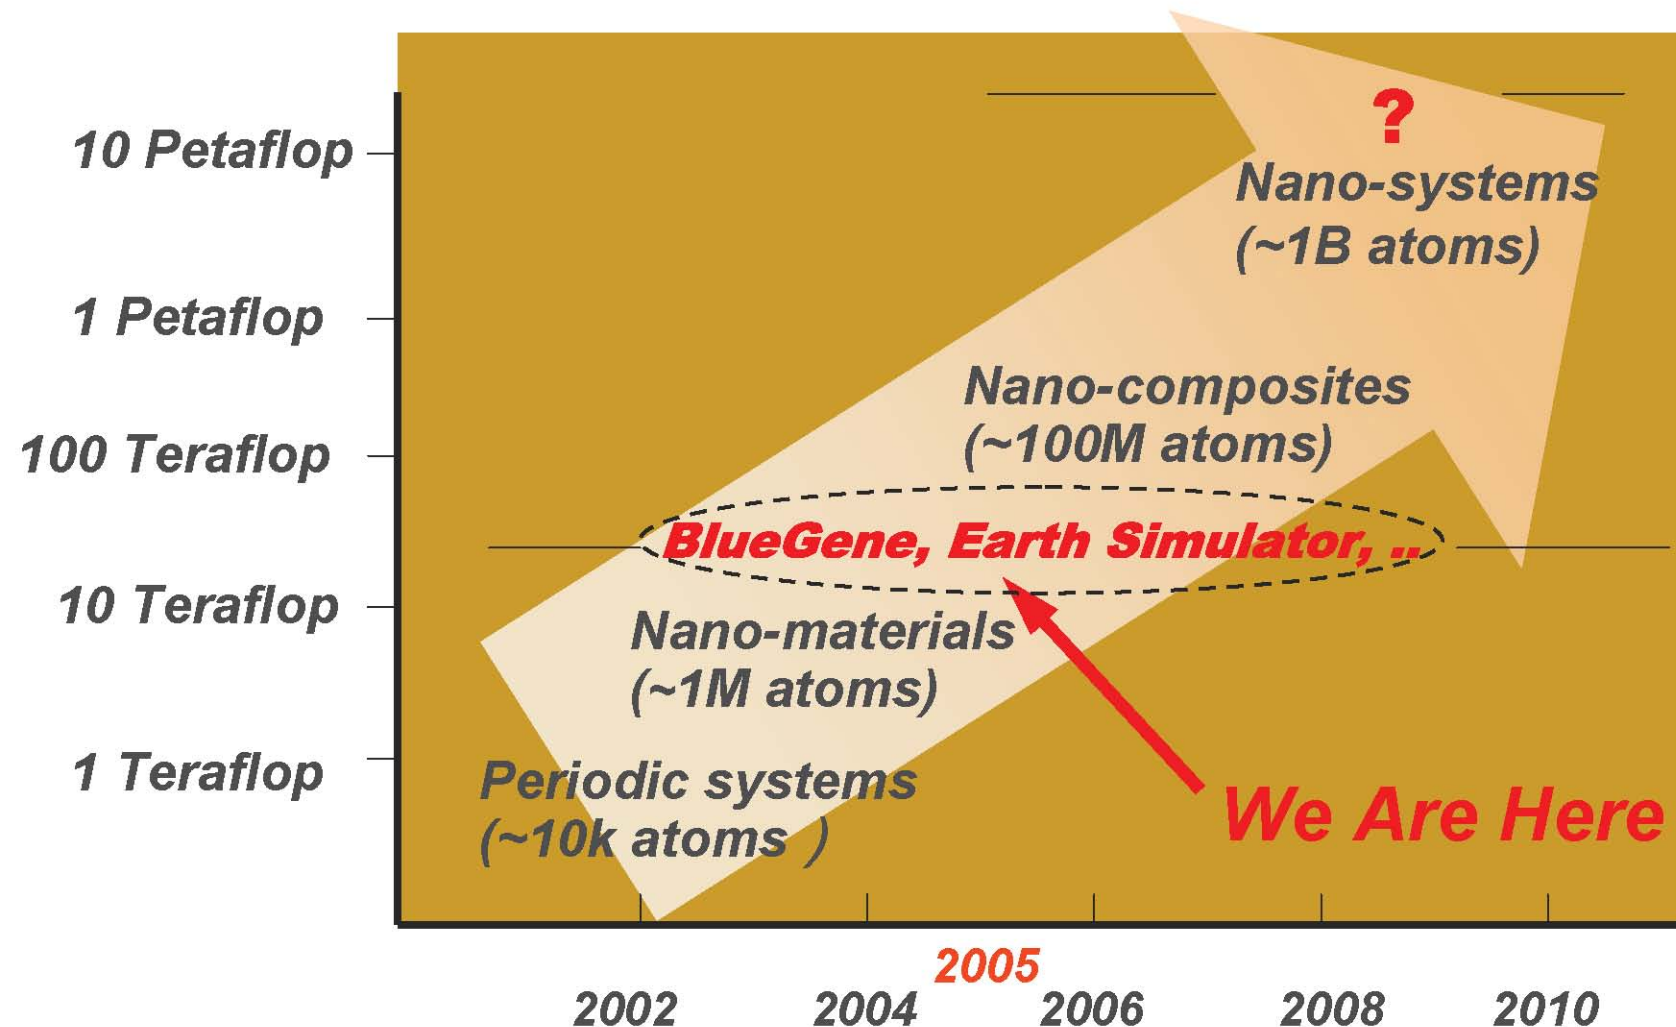 10 Petaflop
1 Petaflop
100 Teraflop
10 Teraflop
1 Teraflop
?
Nano-systems
(~1B atoms)
Nano-composites
(~100M atoms)
BlueGene, Earth Simulator, ..
Nano-materials
(~1M atoms)
Periodic systems
(~10k atoms )
We Are Here
2005
2002 2004 2006 2008 2010